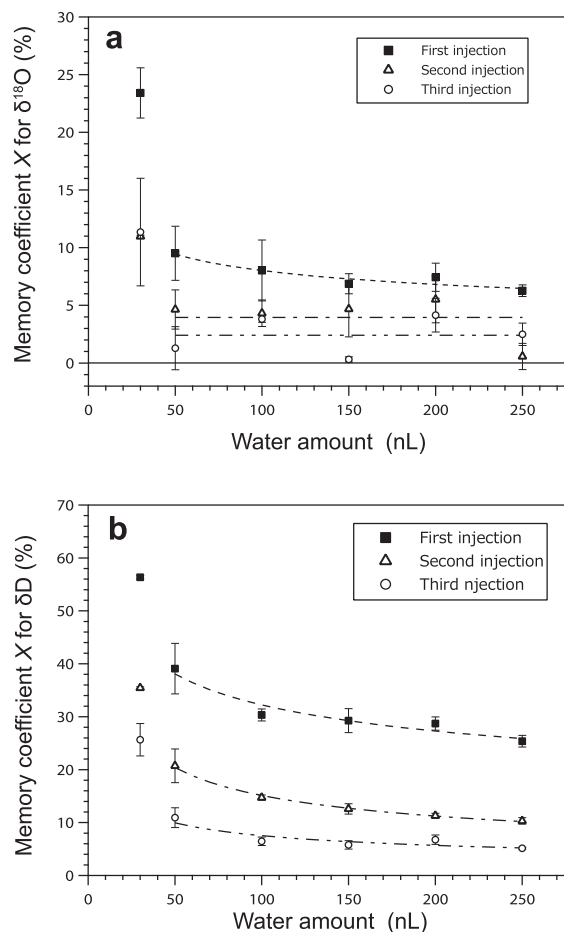 a
First injection
Second injection
Third injection
Memory coefficient X for δ¹⁸O (%)
30
25
20
15
10
5
0
0 50 100 150 200 250
Water amount (nL)
b
First injection
Second injection
Third njection
Memory coefficient X for δD (%)
70
60
50
40
30
20
10
0
0 50 100 150 200 250
Water amount (nL)